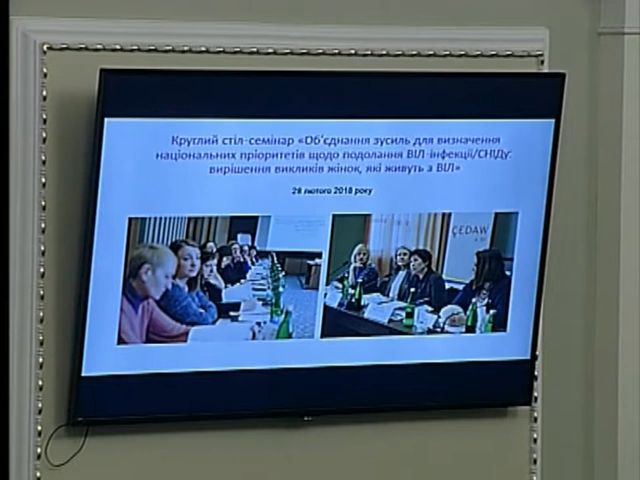 Круглий стіл-семінар «Об'єднання зусиль для визначення
національних пріоритетів щодо подолання ВІЛ-інфекції/СНІДу:
вирішення викликів жінок, які живуть з ВІЛ»
28 лютого 2018 року
CEDAW